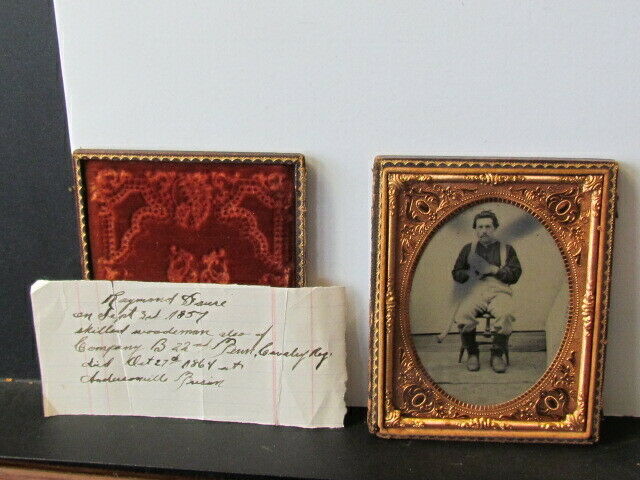 Raymond
on Sept 3rd. 1857
skilled woodsman also of
Company B 22nd Penn. Cavalry Reg.
died Oct 27th 1864 at
Andersonville Prison